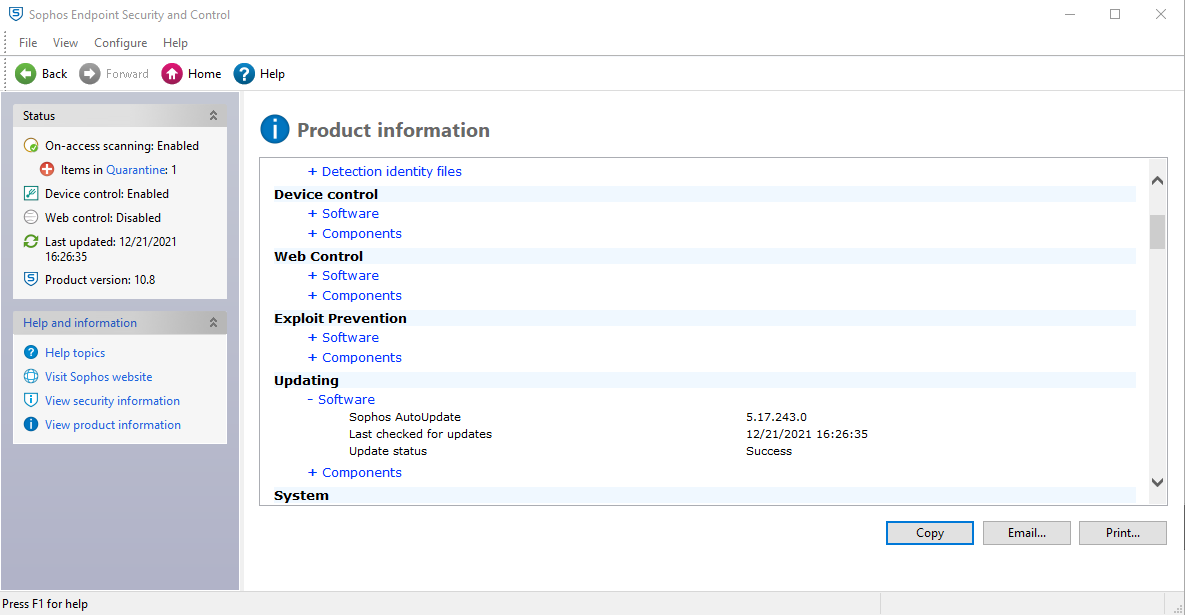 Sophos Endpoint Security and Control
File View Configure Help
Back Forward Home ? Help
Status
On-access scanning: Enabled
Items in Quarantine: 1
Device control: Enabled
Web control: Disabled
Last updated: 12/21/2021
16:26:35
Product version: 10.8
Help and information
Help topics
Visit Sophos website
View security information
View product information
Product information
+ Detection identity files
Device control
+ Software
+ Components
Web Control
+ Software
+ Components
Exploit Prevention
+ Software
+ Components
Updating
- Software
Sophos AutoUpdate 5.17.243.0
Last checked for updates 12/21/2021 16:26:35
Update status Success
+ Components
System
Copy Email... Print...
Press F1 for help